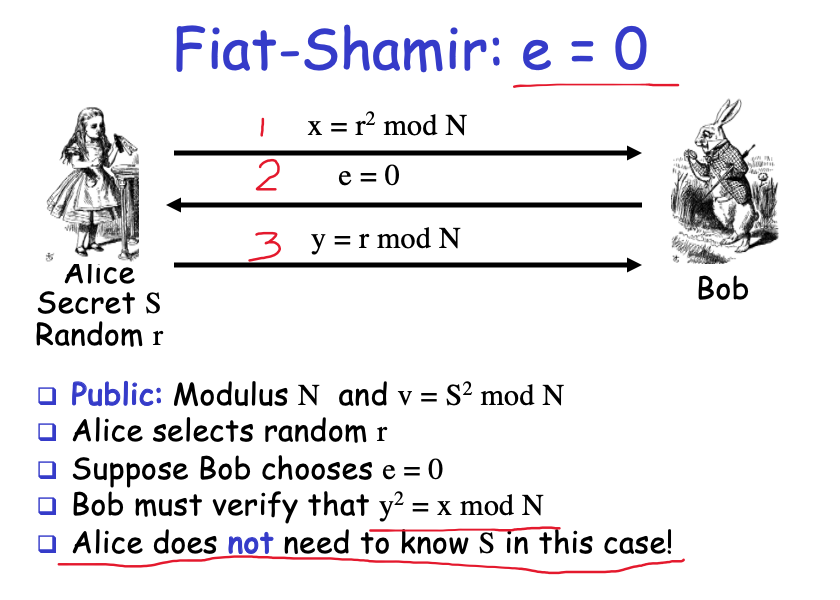 Fiat-Shamir: e = 0
1 x = r² mod N
2 e = 0
3 y = r mod N
Alice
Secret S
Random r
Bob
❑ Public: Modulus N and v = S² mod N
❑ Alice selects random r
❑ Suppose Bob chooses e = 0
❑ Bob must verify that y² = x mod N
❑ Alice does not need to know S in this case!